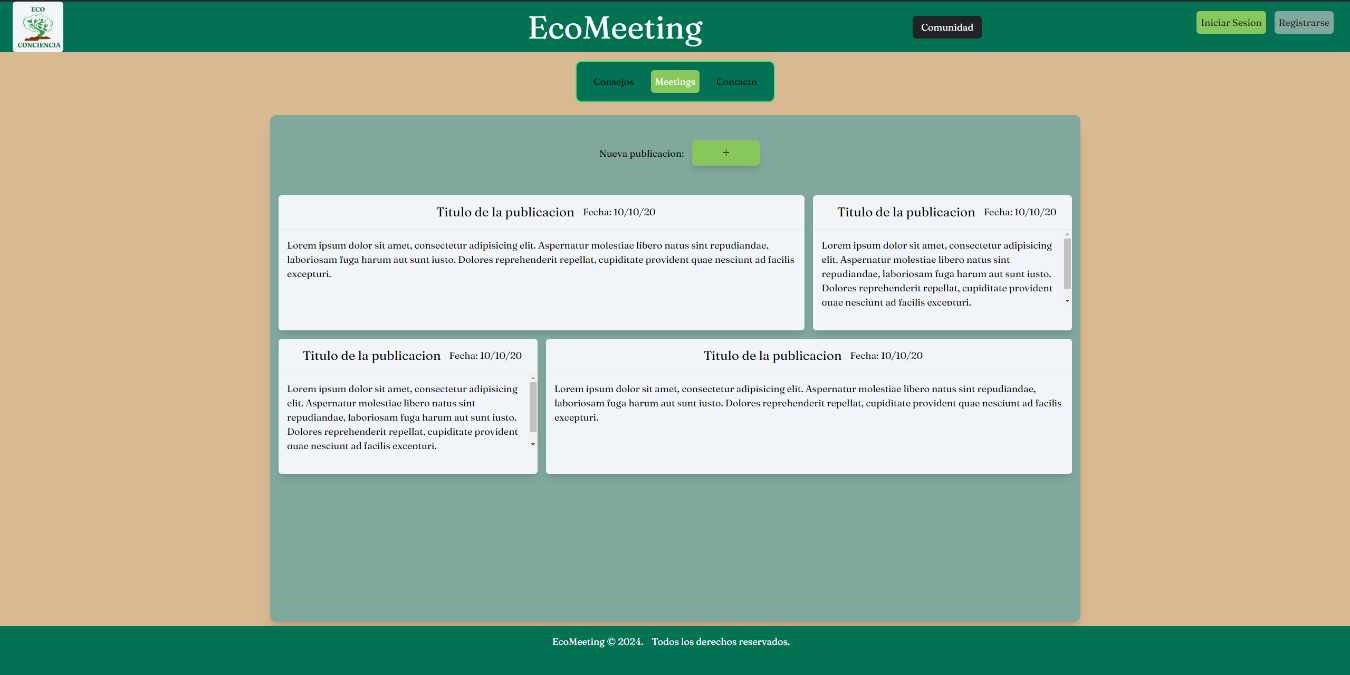 ECO
CONCIENCIA
EcoMeeting
Comunidad
Iniciar Sesion
Registrarse
Consejos
Meetings
Contacto
Nueva publicacion:
+
Titulo de la publicacion Fecha: 10/10/20
Lorem ipsum dolor sit amet, consectetur adipisicing elit. Aspernatur molestiae libero natus sint repudiandae,
laboriosam fuga harum aut sunt iusto. Dolores reprehenderit repellat, cupiditate provident quae nesciunt ad facilis
excepturi.
Titulo de la publicacion Fecha: 10/10/20
Lorem ipsum dolor sit amet, consectetur adipisicing
elit. Aspernatur molestiae libero natus sint
repudiandae, laboriosam fuga harum aut sunt iusto.
Dolores reprehenderit repellat, cupiditate provident
quae nesciunt ad facilis excepturi.
Titulo de la publicacion Fecha: 10/10/20
Lorem ipsum dolor sit amet, consectetur adipisicing
elit. Aspernatur molestiae libero natus sint
repudiandae, laboriosam fuga harum aut sunt iusto.
Dolores reprehenderit repellat, cupiditate provident
quae nesciunt ad facilis excepturi.
Titulo de la publicacion Fecha: 10/10/20
Lorem ipsum dolor sit amet, consectetur adipisicing elit. Aspernatur molestiae libero natus sint repudiandae,
laboriosam fuga harum aut sunt iusto. Dolores reprehenderit repellat, cupiditate provident quae nesciunt ad facilis
excepturi.
EcoMeeting © 2024. Todos los derechos reservados.